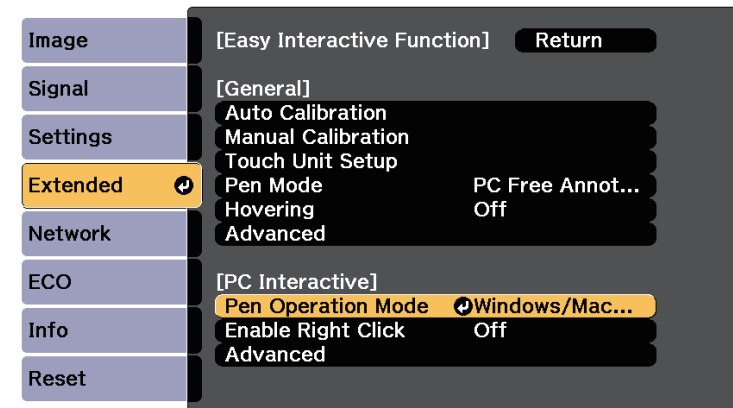 Image
Signal
Settings
Extended
Network
ECO
Info
Reset
[Easy Interactive Function] Return
[General]
Auto Calibration
Manual Calibration
Touch Unit Setup
Pen Mode PC Free Annot...
Hovering Off
Advanced
[PC Interactive]
Pen Operation Mode Windows/Mac...
Enable Right Click Off
Advanced